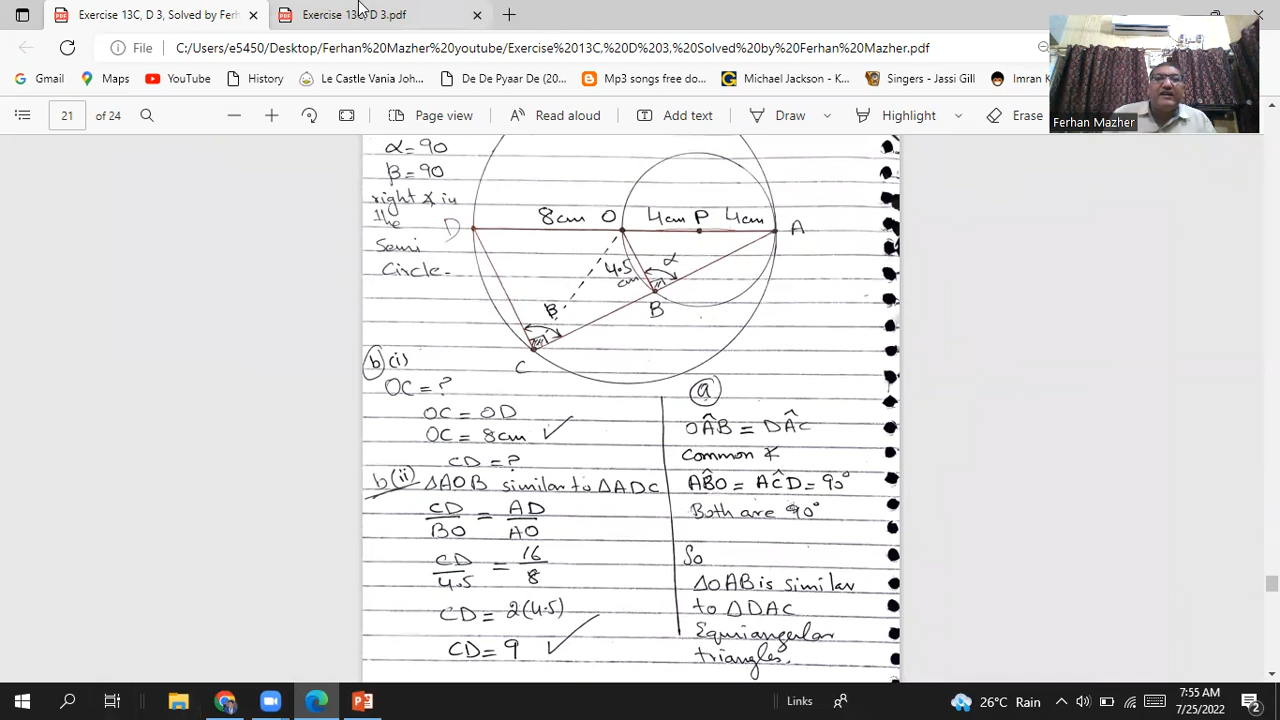 Exercise 13C, D 3, Solved by Ferh
Exercise 13C D 3.pdf
File
C:/Users/e5490/Desktop/Ferhan%20Mazher/
ube/Exercise%2013C,%20D%203,%20Solved%20by%20Ferhan%20Mazher.pdf
Gmail
Maps
YouTube
History
Le Castle Vania Joh...
De De Pyaar De (20...
Mp3 songs free do...
Michael Jackson - K...
Singers - Jassi Gill
Imran K
21
of 24
Page view
Read aloud
Add text
Draw
Highlight
Erase
Ferhan Mazher
α = 90
β = 90
right ∡ in
the
Semi
Circle.
D 8cm O 4cm P 4cm A
4.5
cm
α
B
β
C
b (i)
OC = ?
OC = OD
OC = 8cm ✓
CD = ?
b(ii) ΔAOB similar to ΔADC
CD/BO = AD/AO
CD/4.5 = 16/8
CD = 2(4.5)
CD = 9 ✓
a
OÂB = DÂC
Common ∡
AB̂O = AĈD = 90°
Both are 90°
So
ΔOAB is similar
to ΔDAC
Equiangular
triangles.
Links
26°C Rain
7:55 AM
7/25/2022
2